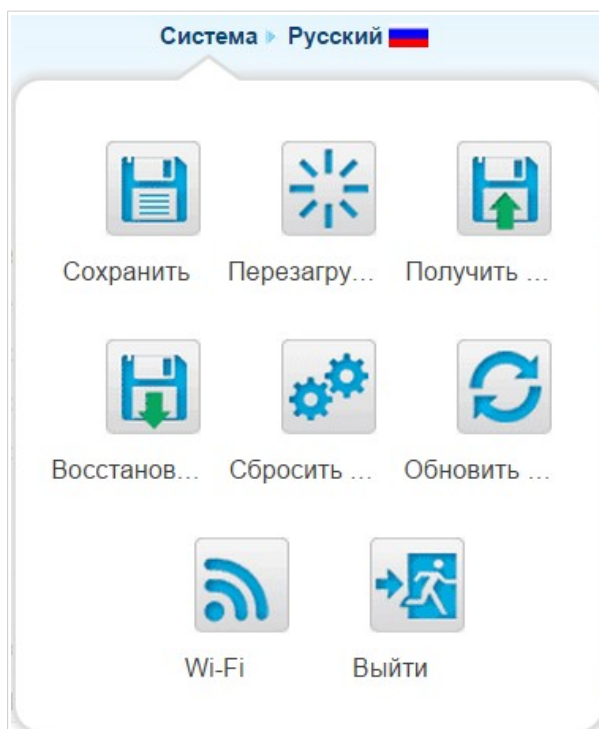 Система Русский
Сохранить Перезагру... Получить ...
Восстанов... Сбросить ... Обновить ...
Wi-Fi Выйти